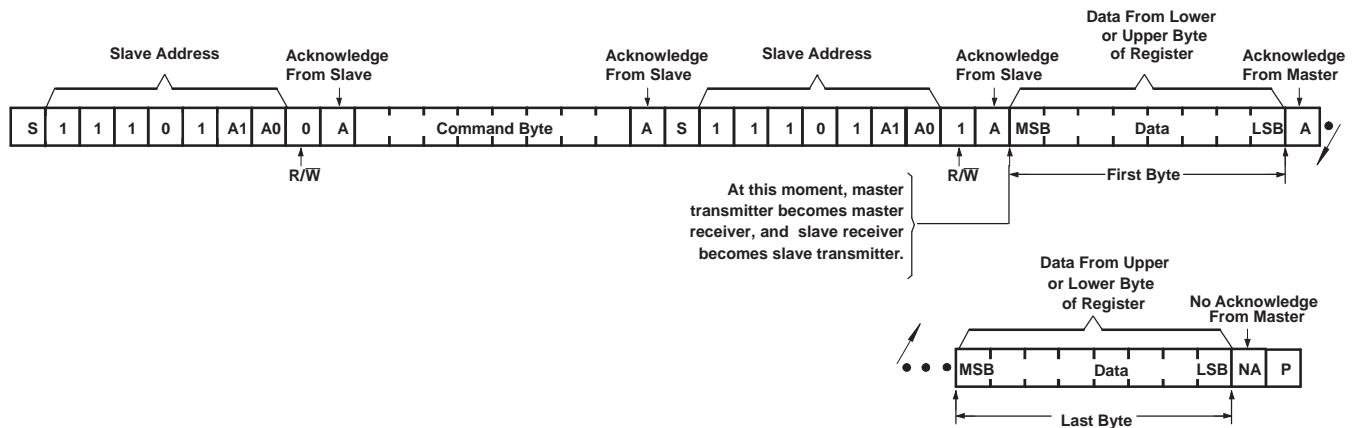 Slave Address
Acknowledge
From Slave
Acknowledge
From Slave
Slave Address
Acknowledge
From Slave
Data From Lower
or Upper Byte
of Register
Acknowledge
From Master
S 1 1 1 0 1 A1 A0 0 A Command Byte A S 1 1 1 0 1 A1 A0 1 A MSB Data LSB A
R/W̅
R/W̅
First Byte
At this moment, master
transmitter becomes master
receiver, and slave receiver
becomes slave transmitter.
Data From Upper
or Lower Byte
of Register
No Acknowledge
From Master
MSB Data LSB NA P
Last Byte